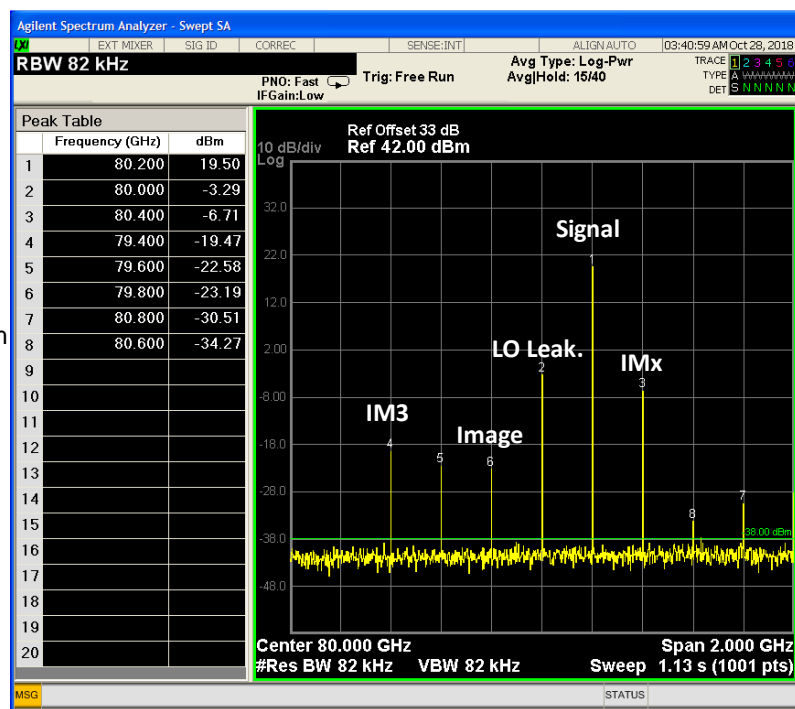 Agilent Spectrum Analyzer - Swept SA
LXI EXT MIXER SIG ID CORREC SENSE:INT ALIGN AUTO 03:40:59 AM Oct 28, 2018
RBW 82 kHz
PNO: Fast Trig: Free Run
IFGain:Low
Avg Type: Log-Pwr
Avg|Hold: 15/40
TRACE 1 2 3 4 5 6
TYPE A
DET S N N N N N
Peak Table
Frequency (GHz) dBm
1 80.200 19.50
2 80.000 -3.29
3 80.400 -6.71
4 79.400 -19.47
5 79.600 -22.58
6 79.800 -23.19
7 80.800 -30.51
8 80.600 -34.27
9
10
11
12
13
14
15
16
17
18
19
20
n
Ref Offset 33 dB
10 dB/div Ref 42.00 dBm
Log
32.0
22.0
12.0
2.00
-8.00
-18.0
-28.0
-38.0
-48.0
Signal
1
LO Leak.
2
IMx
3
IM3
4
5
Image
6
7
8
38.00 dBm
Center 80.000 GHz Span 2.000 GHz
#Res BW 82 kHz VBW 82 kHz Sweep 1.13 s (1001 pts)
MSG STATUS